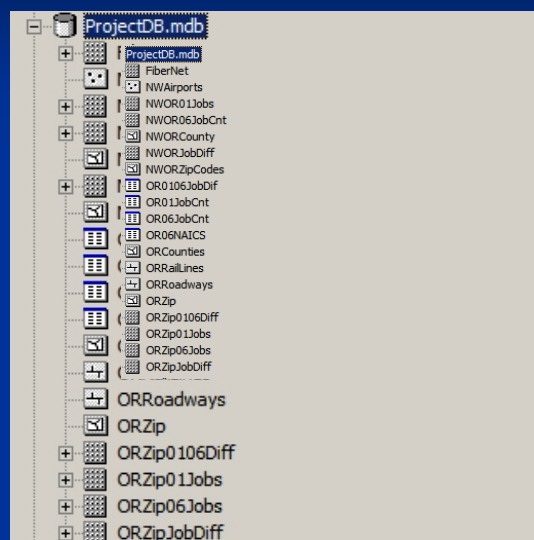 ProjectDB.mdb
ProjectDB.mdb
FiberNet
NWAirports
NWOR01Jobs
NWOR06JobCnt
NWORCounty
NWORJobDiff
NWORZipCodes
OR0106JobDif
OR01JobCnt
OR06JobCnt
OR06NAICS
ORCounties
ORRailLines
ORRoadways
ORZip
ORZip0106Diff
ORZip01Jobs
ORZip06Jobs
ORZipJobDiff
ORRoadways
ORZip
ORZip0106Diff
ORZip01Jobs
ORZip06Jobs
ORZipJobDiff